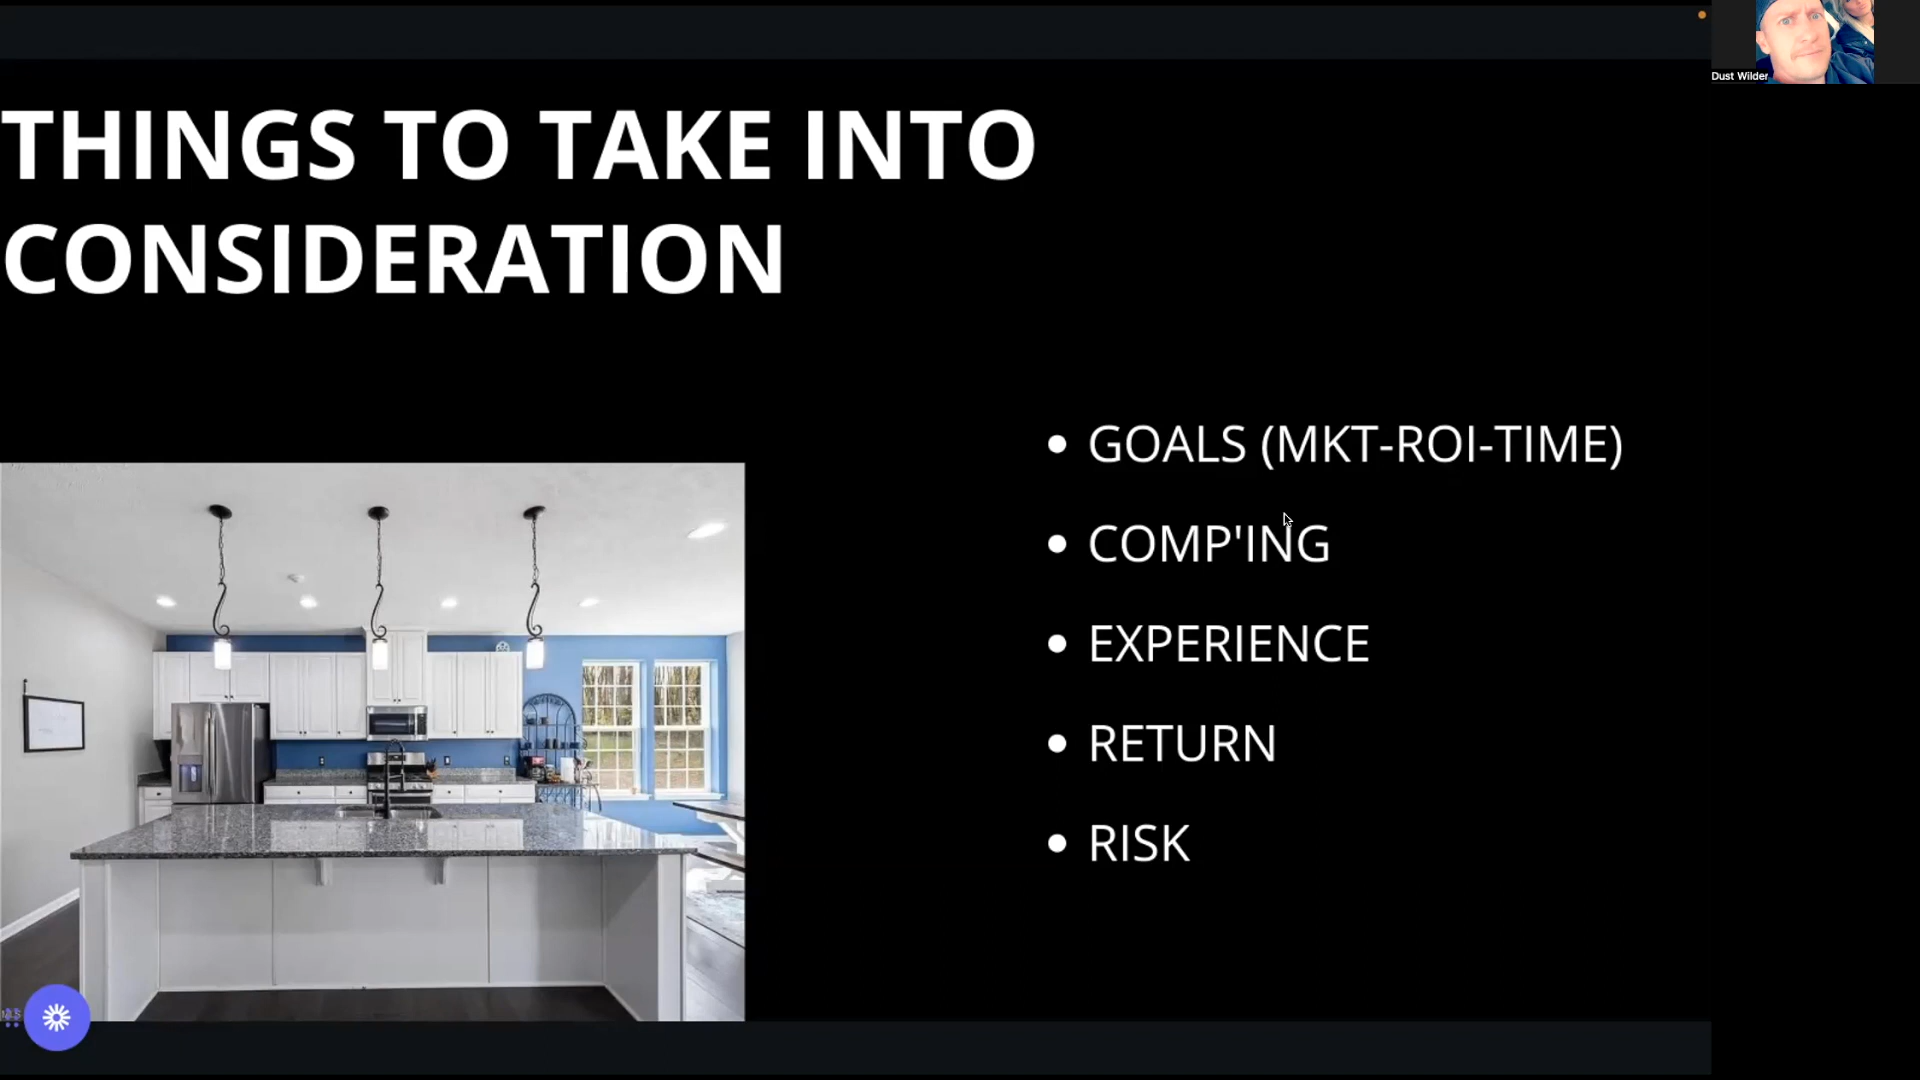 Dust Wilder
THINGS TO TAKE INTO
CONSIDERATION
• GOALS (MKT-ROI-TIME)
• COMP'ING
• EXPERIENCE
• RETURN
• RISK